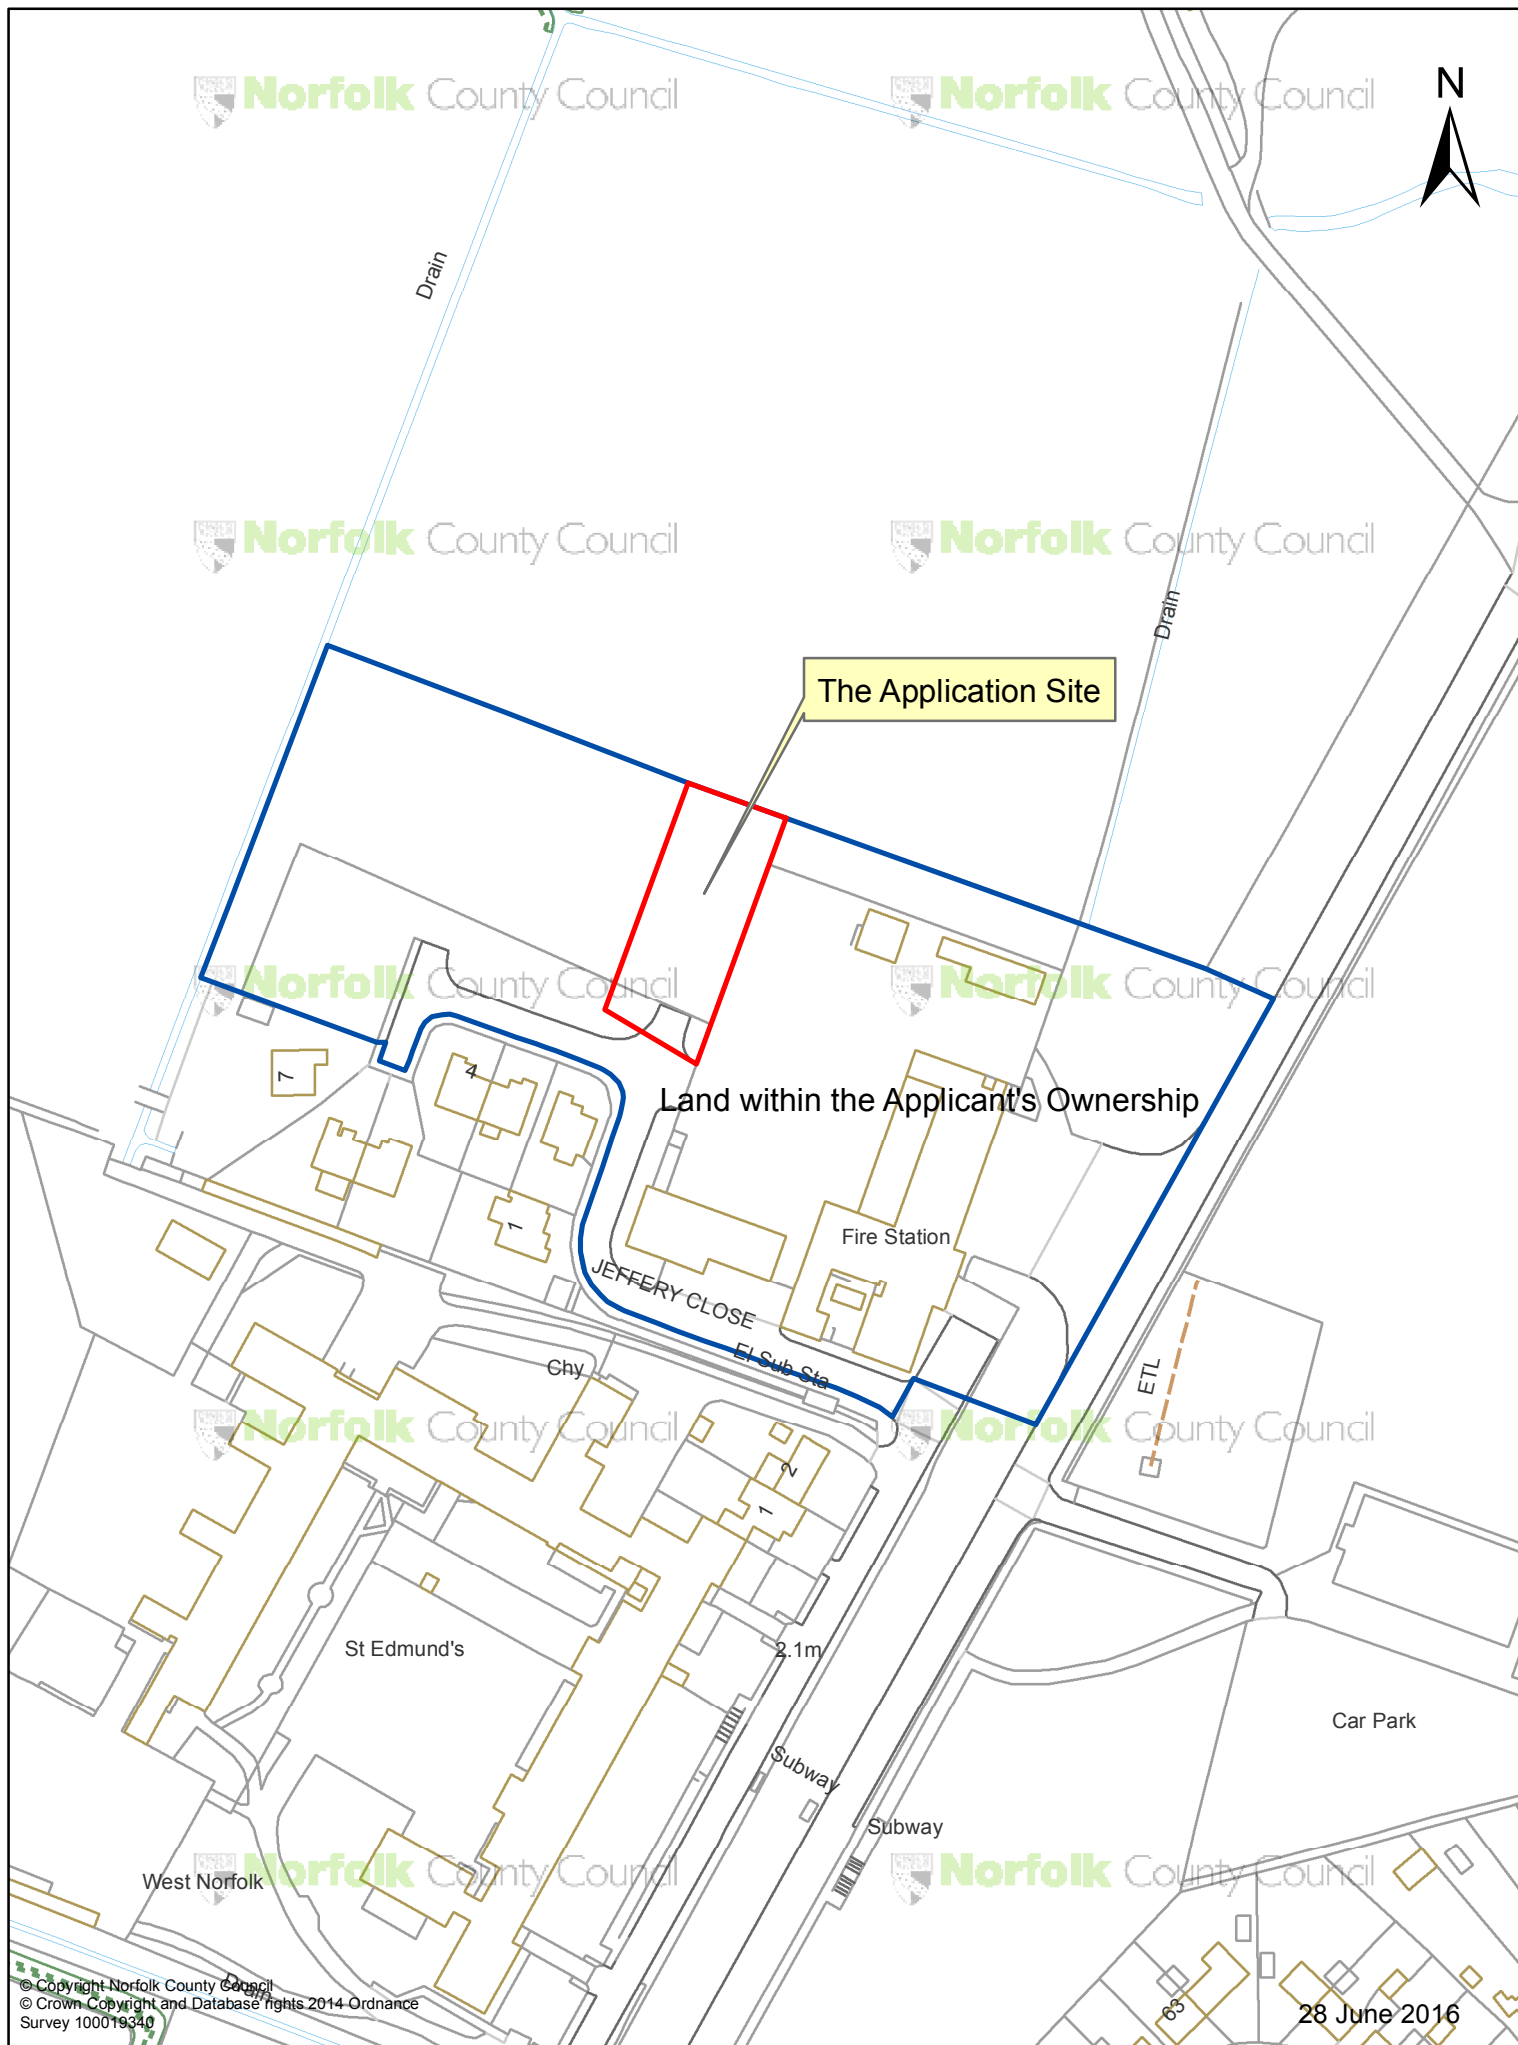 Norfolk County Council
Norfolk County Council
N
Drain
Norfolk County Council
Norfolk County Council
Drain
The Application Site
Norfolk County Council
Norfolk County Council
7
4
Land within the Applicant's Ownership
1
Fire Station
JEFFERY CLOSE
El Sub Sta
Chy
ETL
Norfolk County Council
Norfolk County Council
2
1
St Edmund's
2.1m
Car Park
Subway
Subway
West Norfolk
Norfolk County Council
Norfolk County Council
Drain
© Copyright Norfolk County Council
© Crown Copyright and Database rights 2014 Ordnance
Survey 100019340
63
28 June 2016